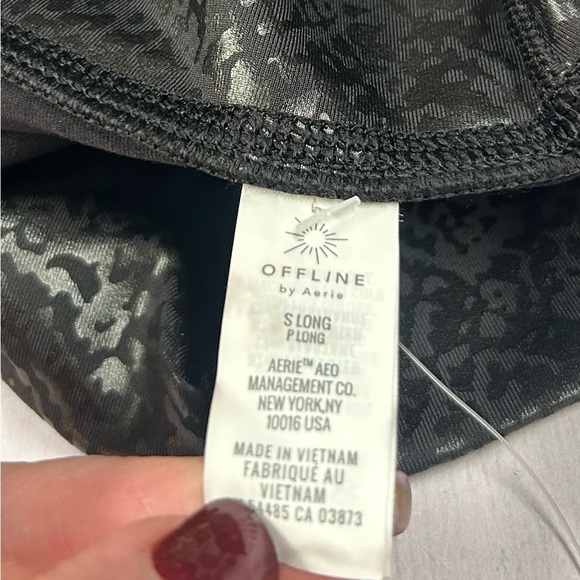 OFFLINE
by Aerie
S LONG
P LONG
AERIE™ AEO
MANAGEMENT CO.
NEW YORK,NY
10016 USA
MADE IN VIETNAM
FABRIQUÉ AU
VIETNAM
54485 CA 03873